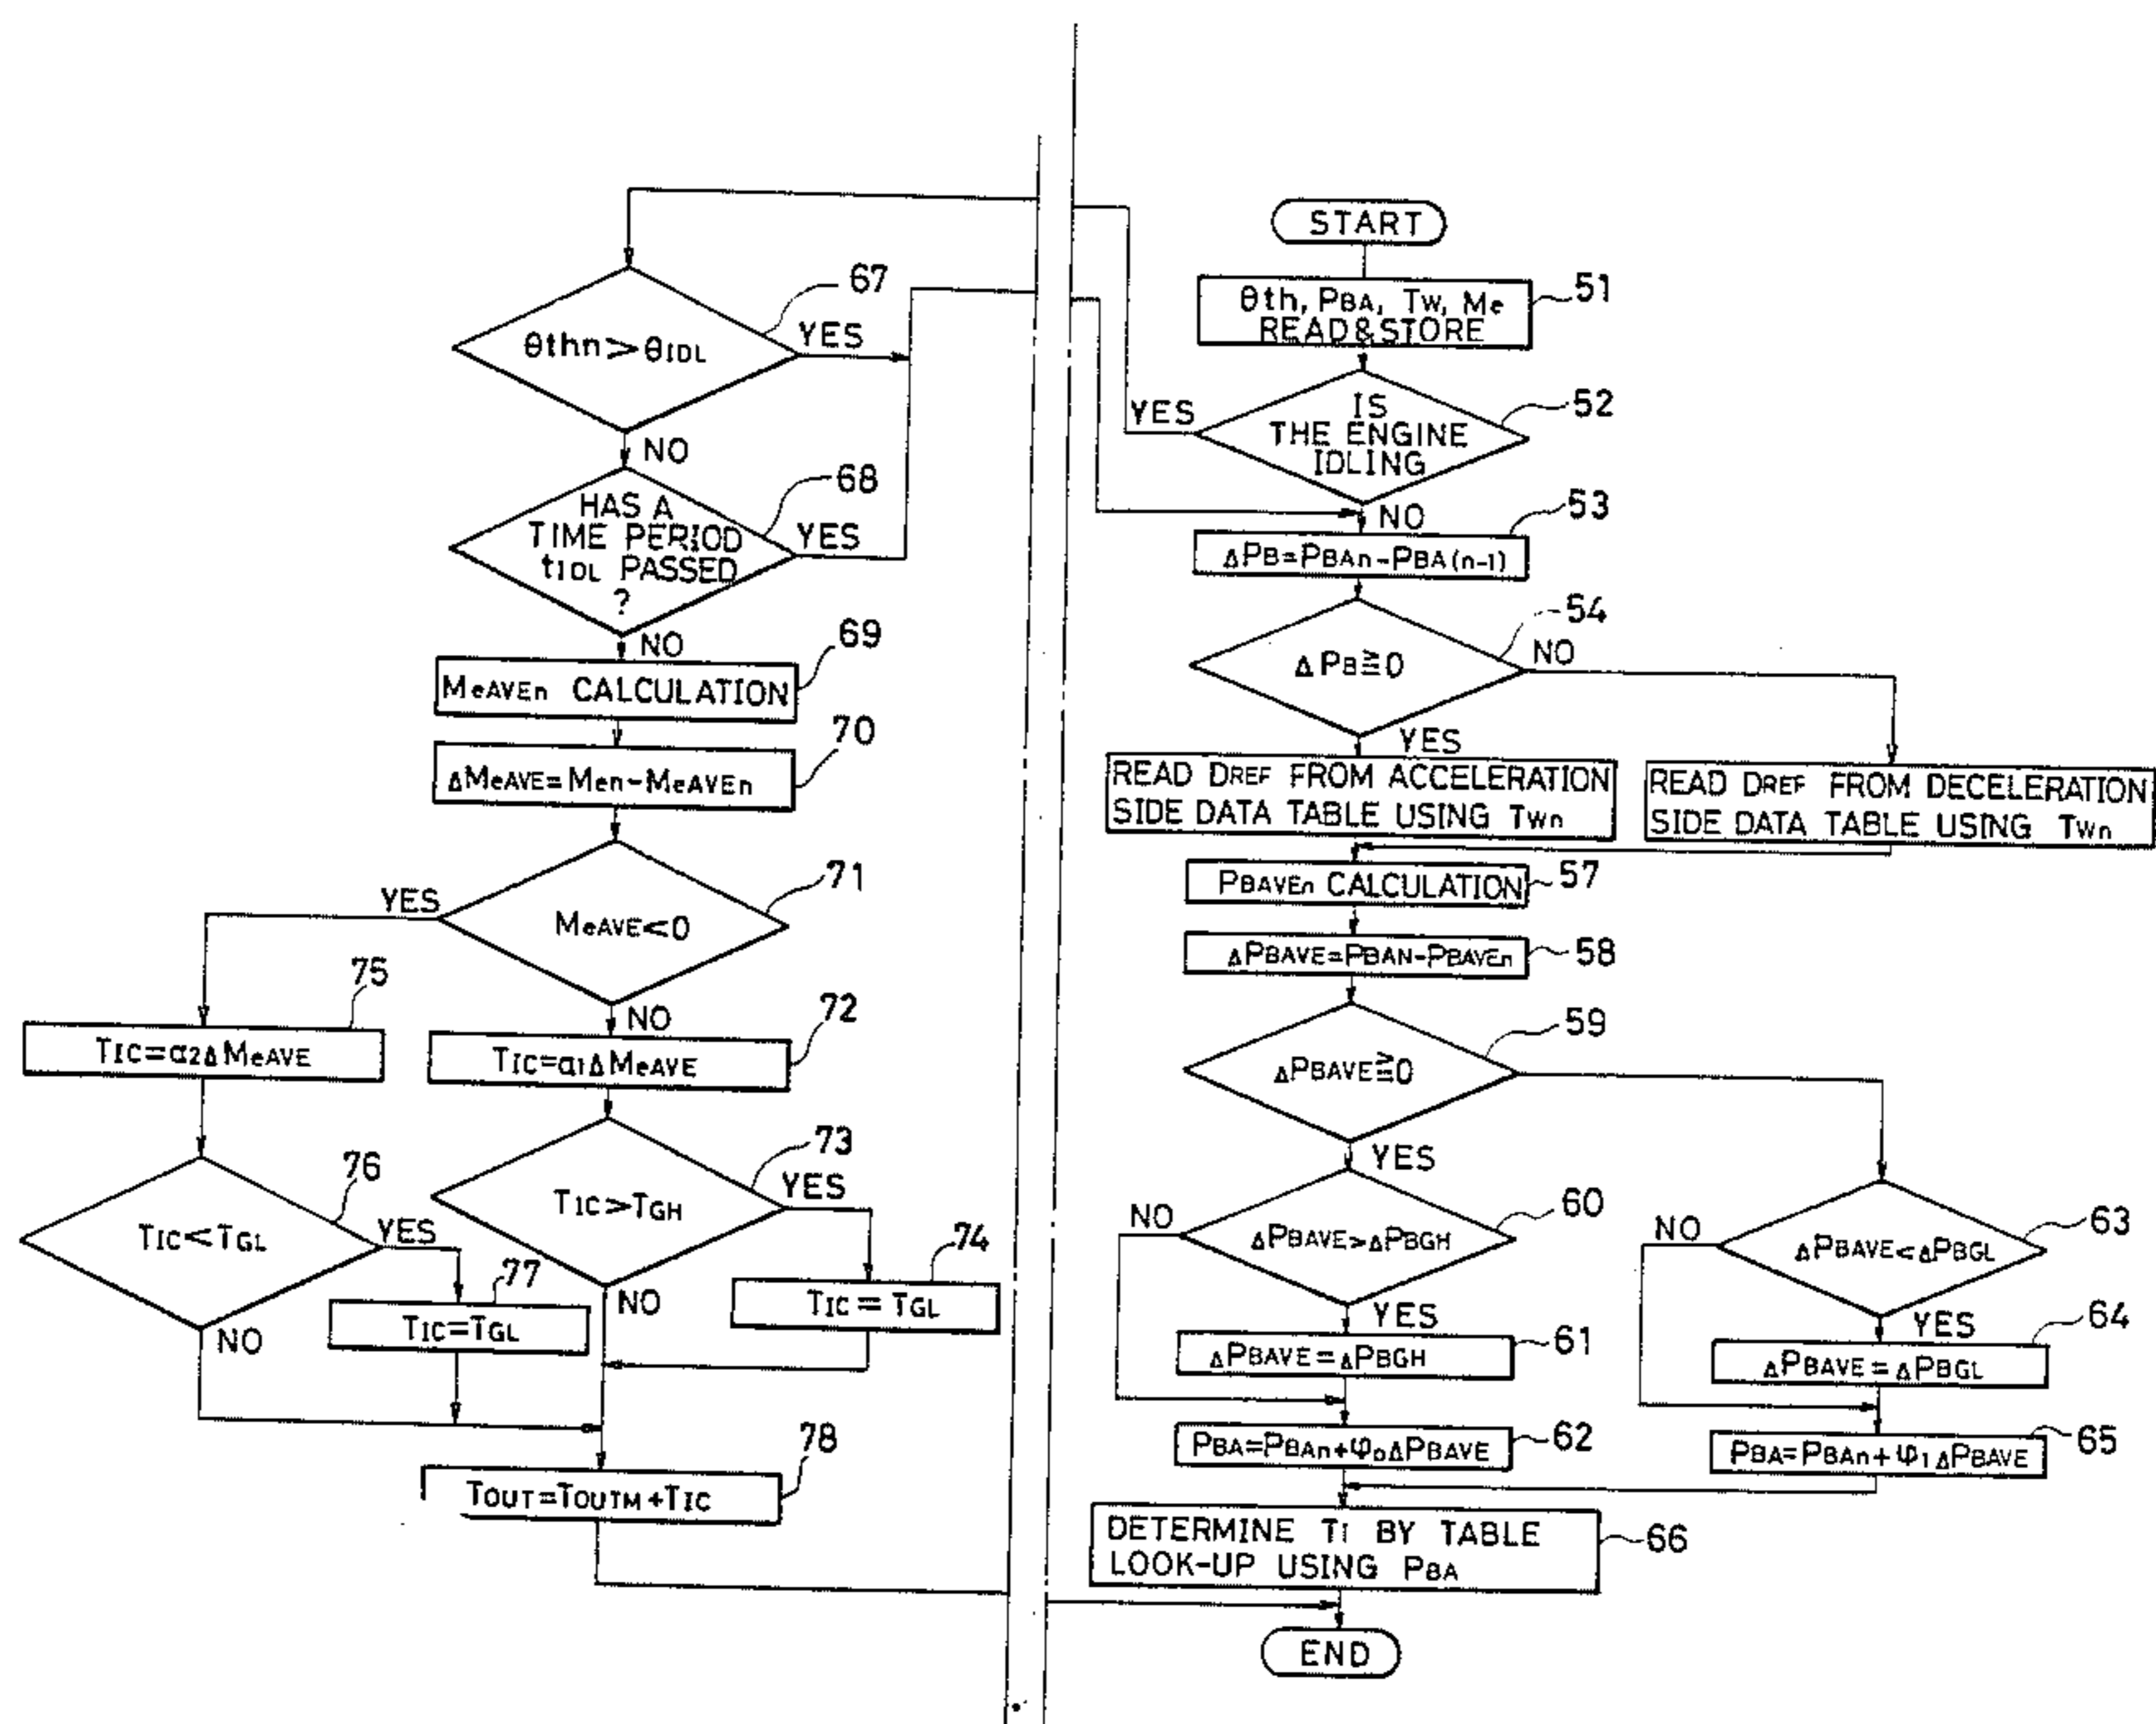 START
θth, PBA, TW, Me
READ&STORE
51
IS
THE ENGINE
IDLING
52
YES
NO
53
ΔPB=PBAn-PBA(n-1)
54
ΔPB≧0
NO
YES
READ DREF FROM ACCELERATION
SIDE DATA TABLE USING TWn
READ DREF FROM DECELERATION
SIDE DATA TABLE USING TWn
PBAVEn CALCULATION
57
ΔPBAVE=PBAN-PBAVEn
58
59
ΔPBAVE≧0
YES
60
NO
ΔPBAVE>ΔPBGH
YES
ΔPBAVE=ΔPBGH
61
PBA=PBAn+φ0ΔPBAVE
62
63
NO
ΔPBAVE<ΔPBGL
YES
64
ΔPBAVE=ΔPBGL
65
PBA=PBAn+φ1ΔPBAVE
DETERMINE Ti BY TABLE
LOOK-UP USING PBA
66
END
67
θthn>θIDL
YES
NO
68
HAS A
TIME PERIOD
tIDL PASSED
?
YES
NO
69
MeAVEn CALCULATION
70
ΔMeAVE=Men-MeAVEn
71
YES
MeAVE<0
NO
75
TIC=α2ΔMeAVE
72
TIC=α1ΔMeAVE
76
TIC<TGL
YES
NO
77
TIC=TGL
73
TIC>TGH
YES
NO
74
TIC=TGL
78
TOUT=TOUTM+TIC